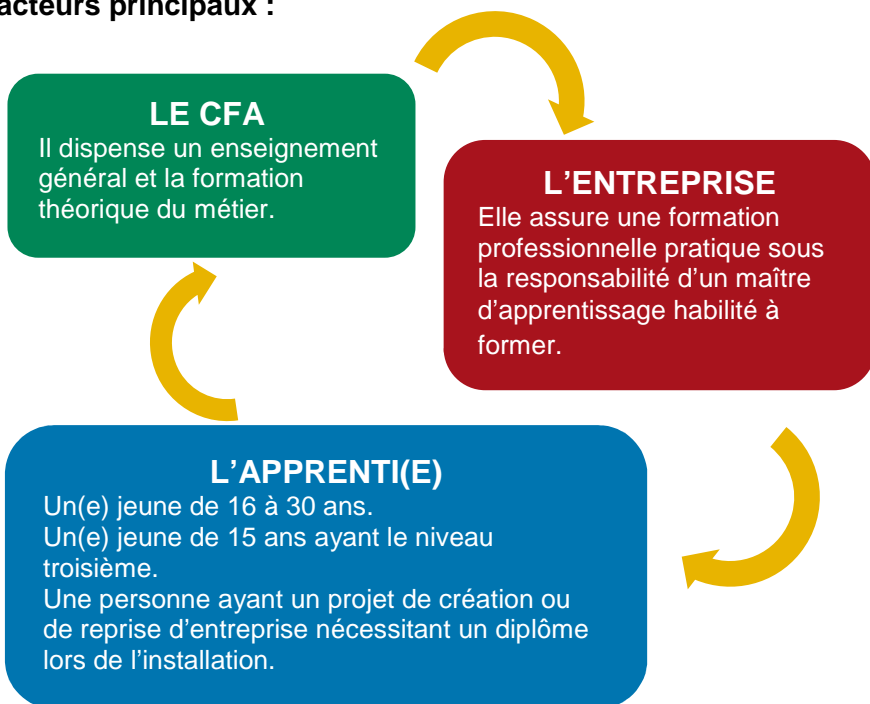 acteurs principaux :
LE CFA
Il dispense un enseignement
général et la formation
théorique du métier.
L’ENTREPRISE
Elle assure une formation
professionnelle pratique sous
la responsabilité d’un maître
d’apprentissage habilité à
former.
L’APPRENTI(E)
Un(e) jeune de 16 à 30 ans.
Un(e) jeune de 15 ans ayant le niveau
troisième.
Une personne ayant un projet de création ou
de reprise d’entreprise nécessitant un diplôme
lors de l’installation.